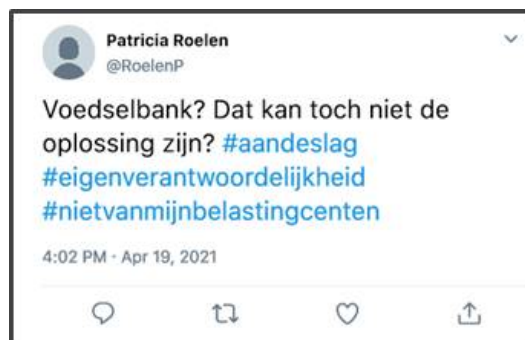 Patricia Roelen
@RoelenP
Voedselbank? Dat kan toch niet de
oplossing zijn? #aandeslag
#eigenverantwoordelijkheid
#nietvanmijnbelastingcenten
4:02 PM · Apr 19, 2021